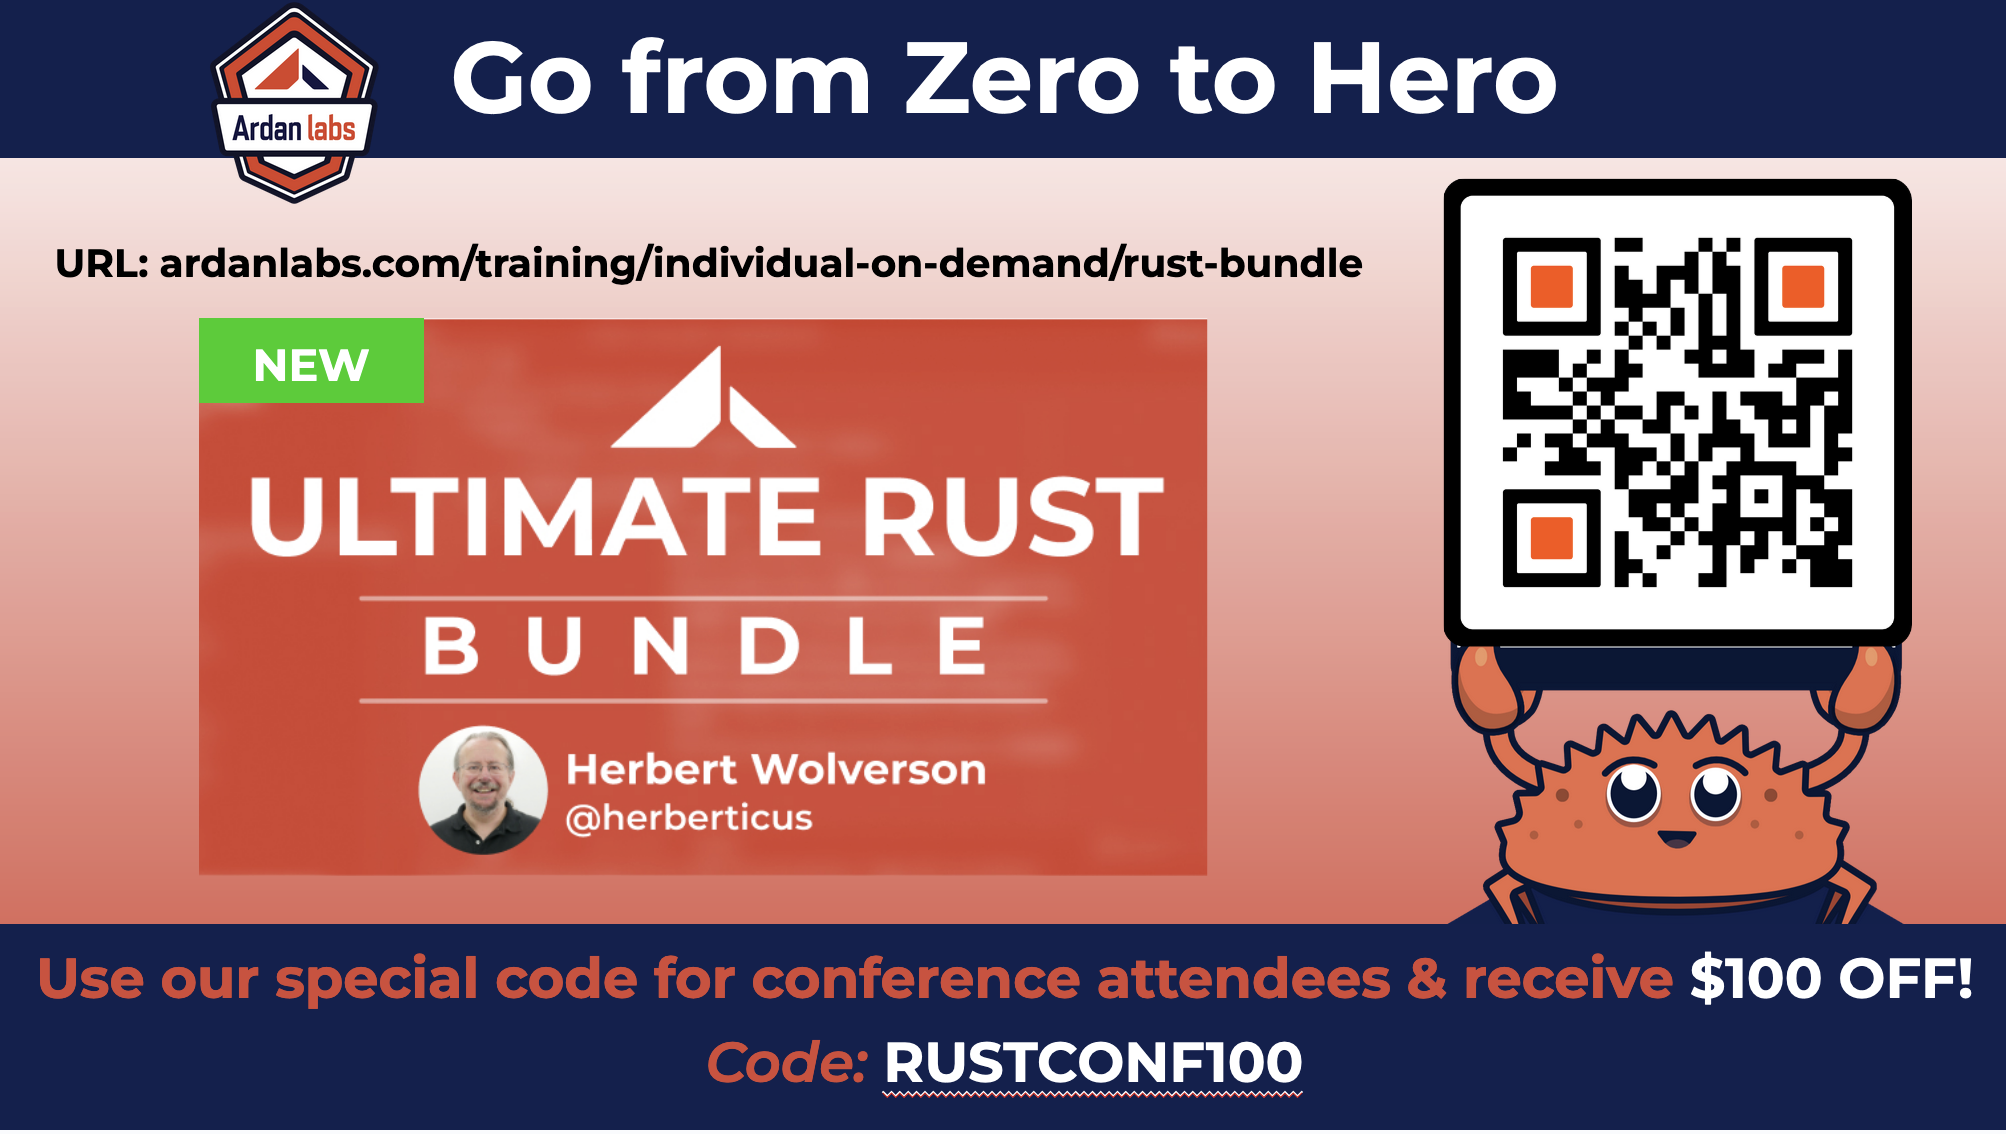 Ardan labs
Go from Zero to Hero
URL: ardanlabs.com/training/individual-on-demand/rust-bundle
NEW
ULTIMATE RUST
BUNDLE
Herbert Wolverson
@herberticus
Use our special code for conference attendees & receive $100 OFF!
Code: RUSTCONF100